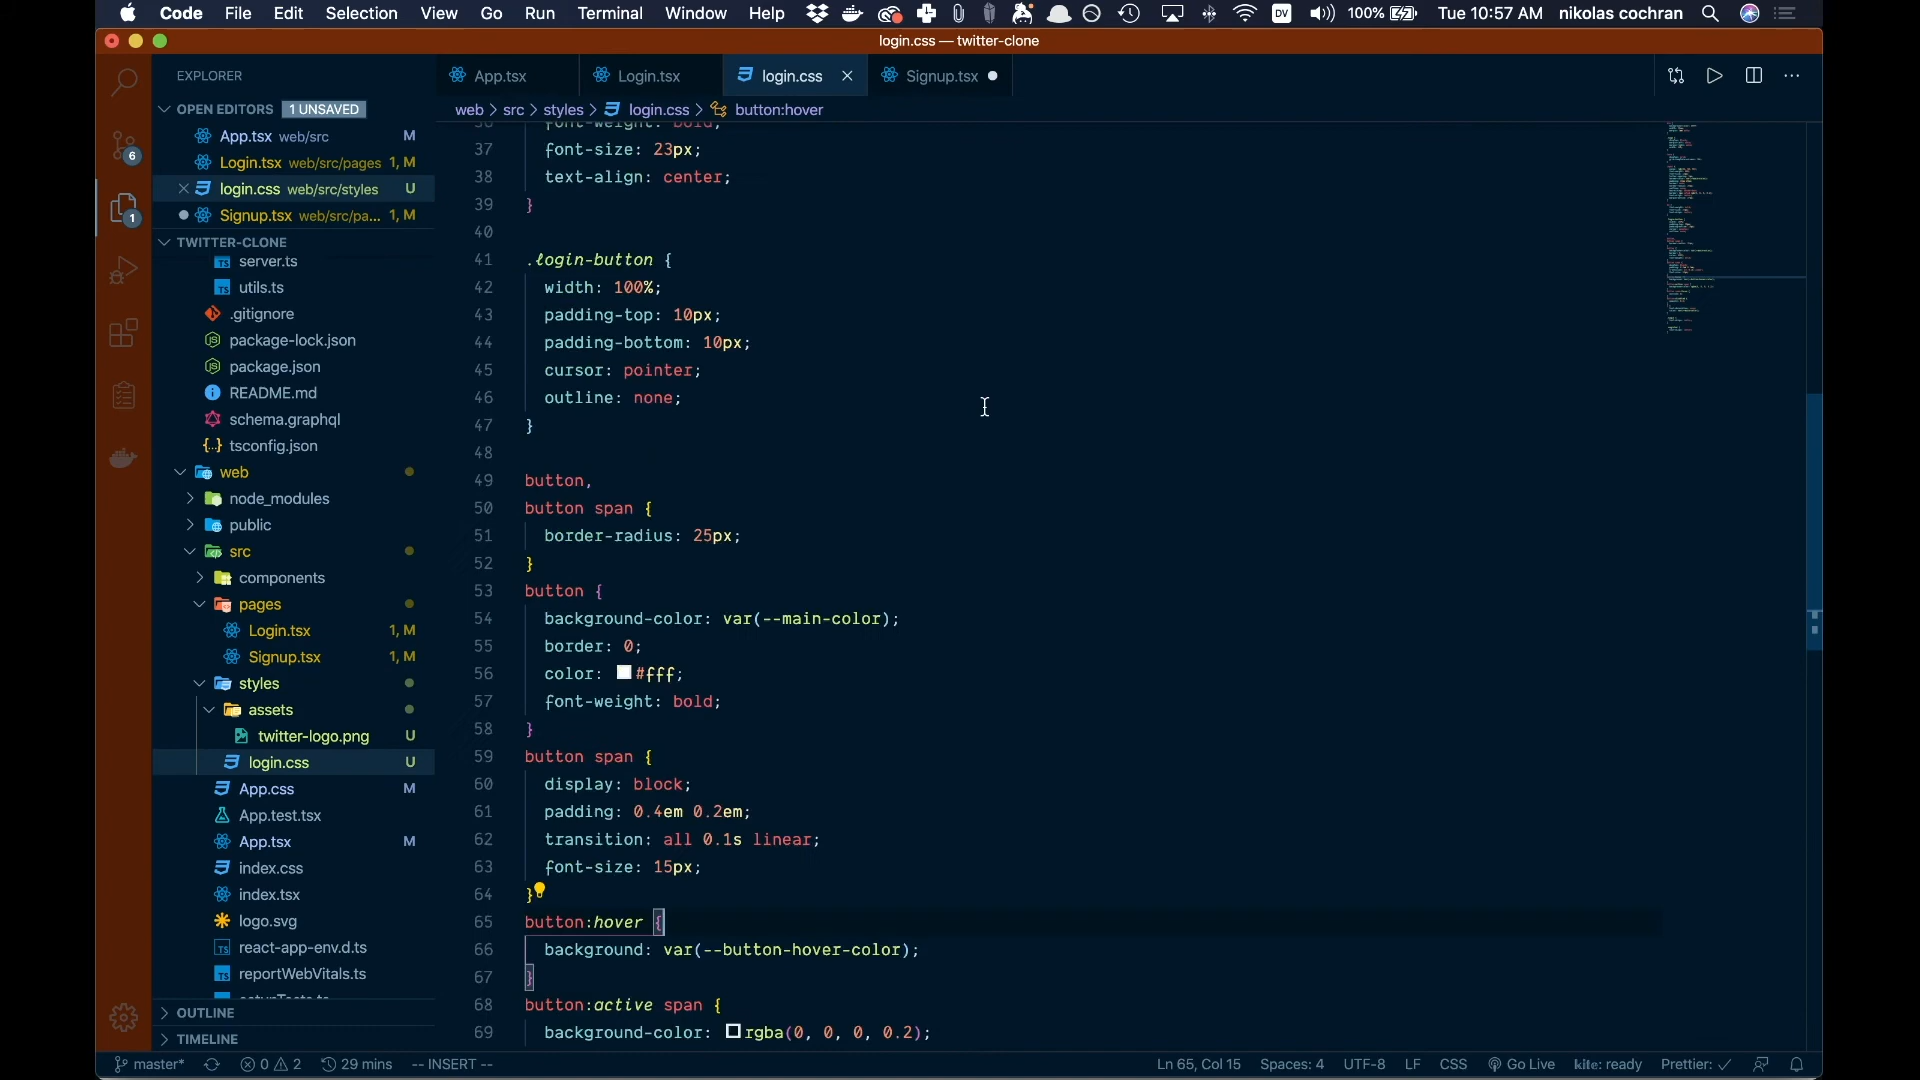 Code File Edit Selection View Go Run Terminal Window Help DV 100% Tue 10:57 AM nikolas cochran
login.css — twitter-clone
EXPLORER
OPEN EDITORS 1 UNSAVED
App.tsx web/src M
Login.tsx web/src/pages 1, M
login.css web/src/styles U
Signup.tsx web/src/pa... 1, M
TWITTER-CLONE
server.ts
utils.ts
.gitignore
package-lock.json
package.json
README.md
schema.graphql
tsconfig.json
web
node_modules
public
src
components
pages
Login.tsx 1, M
Signup.tsx 1, M
styles
assets
twitter-logo.png U
login.css U
App.css M
App.test.tsx
App.tsx M
index.css
index.tsx
logo.svg
react-app-env.d.ts
reportWebVitals.ts
OUTLINE
TIMELINE
6
1
App.tsx Login.tsx login.css Signup.tsx
web > src > styles > login.css > button:hover
36 font-weight: bold;
37 font-size: 23px;
38 text-align: center;
39 }
40
41 .login-button {
42 width: 100%;
43 padding-top: 10px;
44 padding-bottom: 10px;
45 cursor: pointer;
46 outline: none;
47 }
48
49 button,
50 button span {
51 border-radius: 25px;
52 }
53 button {
54 background-color: var(--main-color);
55 border: 0;
56 color: #fff;
57 font-weight: bold;
58 }
59 button span {
60 display: block;
61 padding: 0.4em 0.2em;
62 transition: all 0.1s linear;
63 font-size: 15px;
64 }
65 button:hover {
66 background: var(--button-hover-color);
67 }
68 button:active span {
69 background-color: rgba(0, 0, 0, 0.2);
master* 0 2 29 mins -- INSERT -- Ln 65, Col 15 Spaces: 4 UTF-8 LF CSS Go Live kite: ready Prettier: ✓